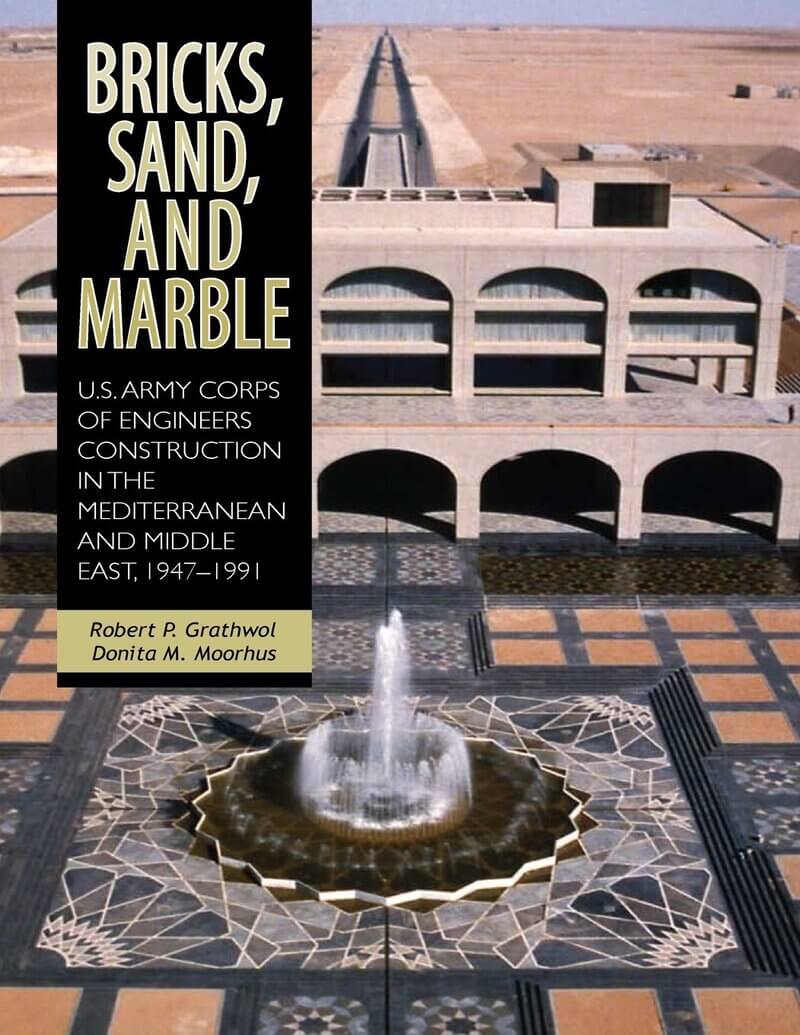 BRICKS,
SAND,
AND
MARBLE
U.S. ARMY CORPS
OF ENGINEERS
CONSTRUCTION
IN THE
MEDITERRANEAN
AND MIDDLE
EAST, 1947–1991
Robert P. Grathwol
Donita M. Moorhus